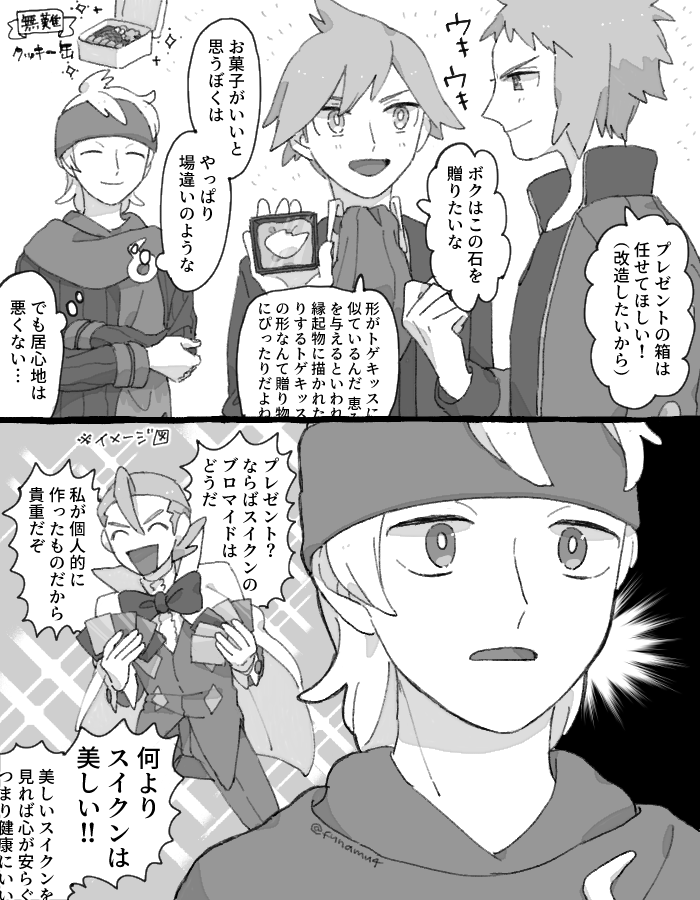 ウキウキ
プレゼントの箱は
任せてほしい！
（改造したいから）
ボクはこの石を
贈りたいな
形がトゲキッスに
似ているんだ 恵み
を与えるといわれ
縁起物に描かれた
りするトゲキッス
の形なんて贈り物
にぴったりだよね
お菓子がいいと
思うぼくは
やっぱり
場違いのような
でも居心地は
悪くない…
無難
クッキー缶
※イメージ図
プレゼント？
ならばスイクンの
ブロマイドは
どうだ
私が個人的に
作ったものだから
貴重だぞ
何より
スイクンは
美しい!!
美しいスイクンを
見れば心が安らぐ
つまり健康にいい
@funamu4